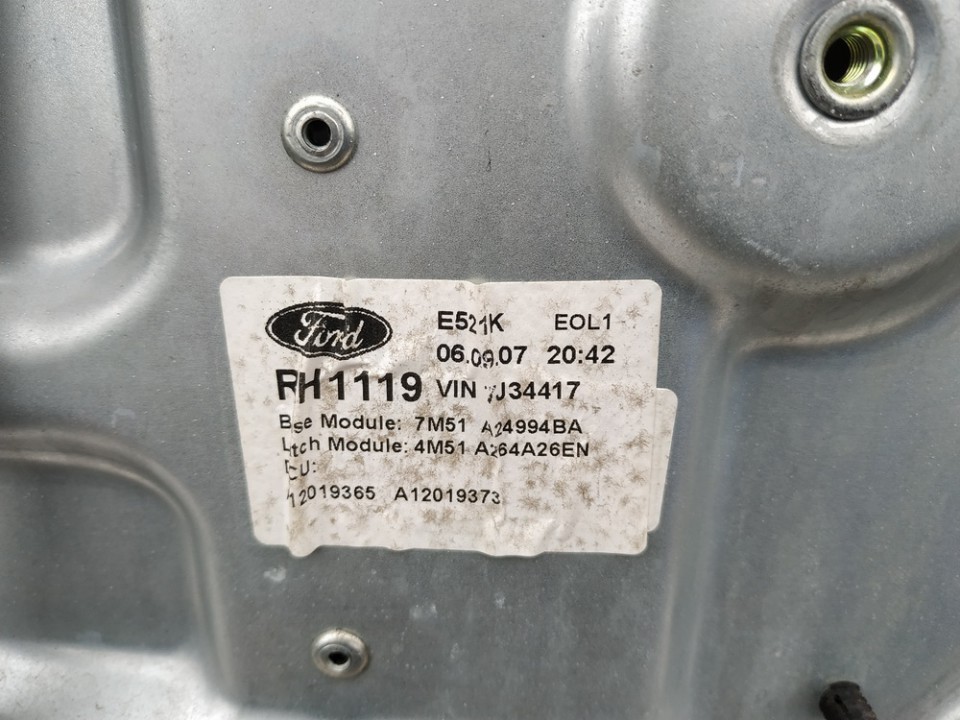 Ford E521K EOL1
06.09.07 20:42
RH1119 VIN 7J34417
Bse Module: 7M51 A24994BA
Ltch Module: 4M51 A264A26EN
DCU:
12019365 A12019373